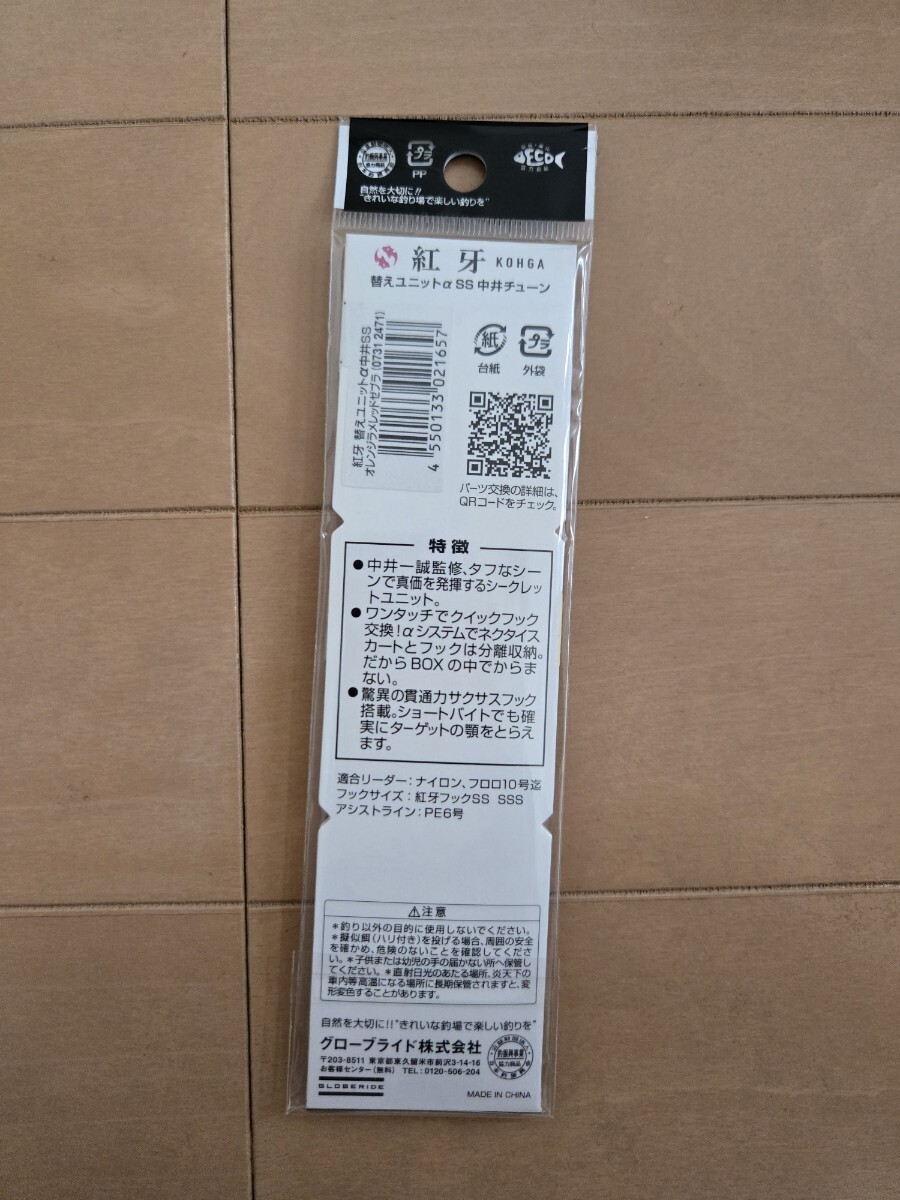 PP
自然を大切に!!
"きれいな釣り場で楽しい釣りを"
ECO
紅牙 KOHGA
替えユニットα SS 中井チューン
紅牙 替えユニットα中井SS
オレンジラメレッドゼブラ(0731 2471)
4 550133 021657
紙
台紙
プラ
外袋
パーツ交換の詳細は、
QRコードをチェック。
特徴
●中井一誠監修、タフなシー
ンで真価を発揮するシークレッ
トユニット。
●ワンタッチでクイックフック
交換!αシステムでネクタイス
カートとフックは分離収納。
だからBOXの中でからま
ない。
●驚異の貫通力サクサスフック
搭載。ショートバイトでも確
実にターゲットの顎をとらえ
ます。
適合リーダー:ナイロン、フロロ10号迄
フックサイズ:紅牙フックSS SSS
アシストライン:PE6号
⚠注意
*釣り以外の目的に使用しないでください。
*擬似餌(ハリ付き)を投げる場合、周囲の安全
を確かめ、危険のないことを確認してくださ
い。*子供または幼児の手の届かない所へ保管し
てください。*直射日光のあたる場所、炎天下の
車内等高温になる場所に長期保管されますと、変
形変色することがあります。
自然を大切に!!"きれいな釣場で楽しい釣りを"
グローブライド株式会社
〒203-8511 東京都東久留米市前沢3-14-16
お客様センター(無料) TEL:0120-506-204
GLOBERIDE
MADE IN CHINA